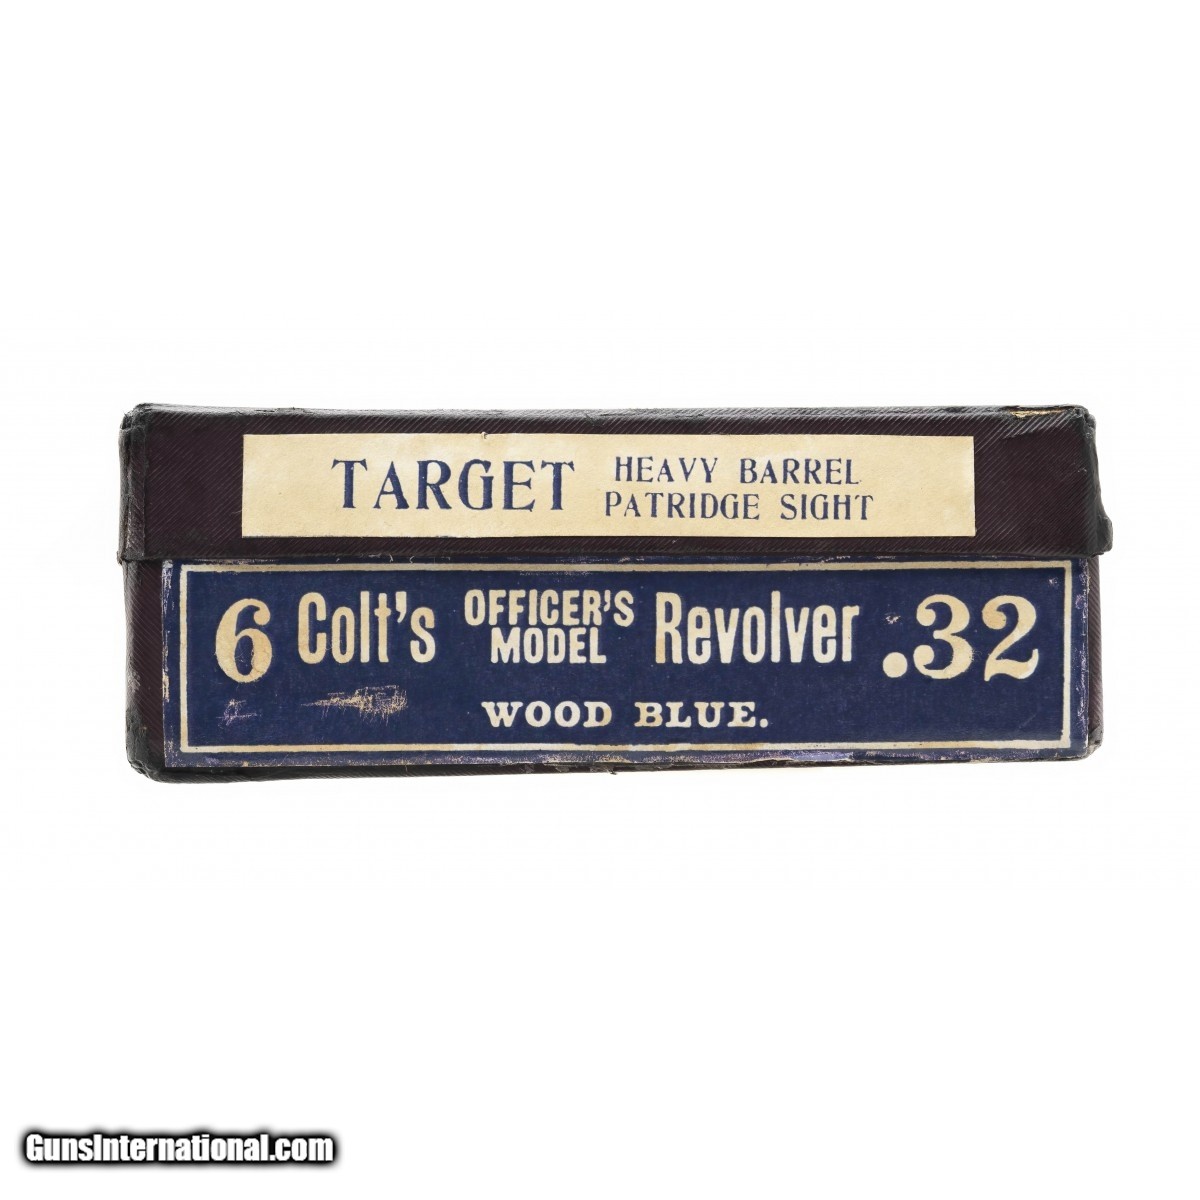 TARGET HEAVY BARREL
PATRIDGE SIGHT
6 Colt's OFFICER'S MODEL Revolver .32
WOOD BLUE.
GunsInternational.com